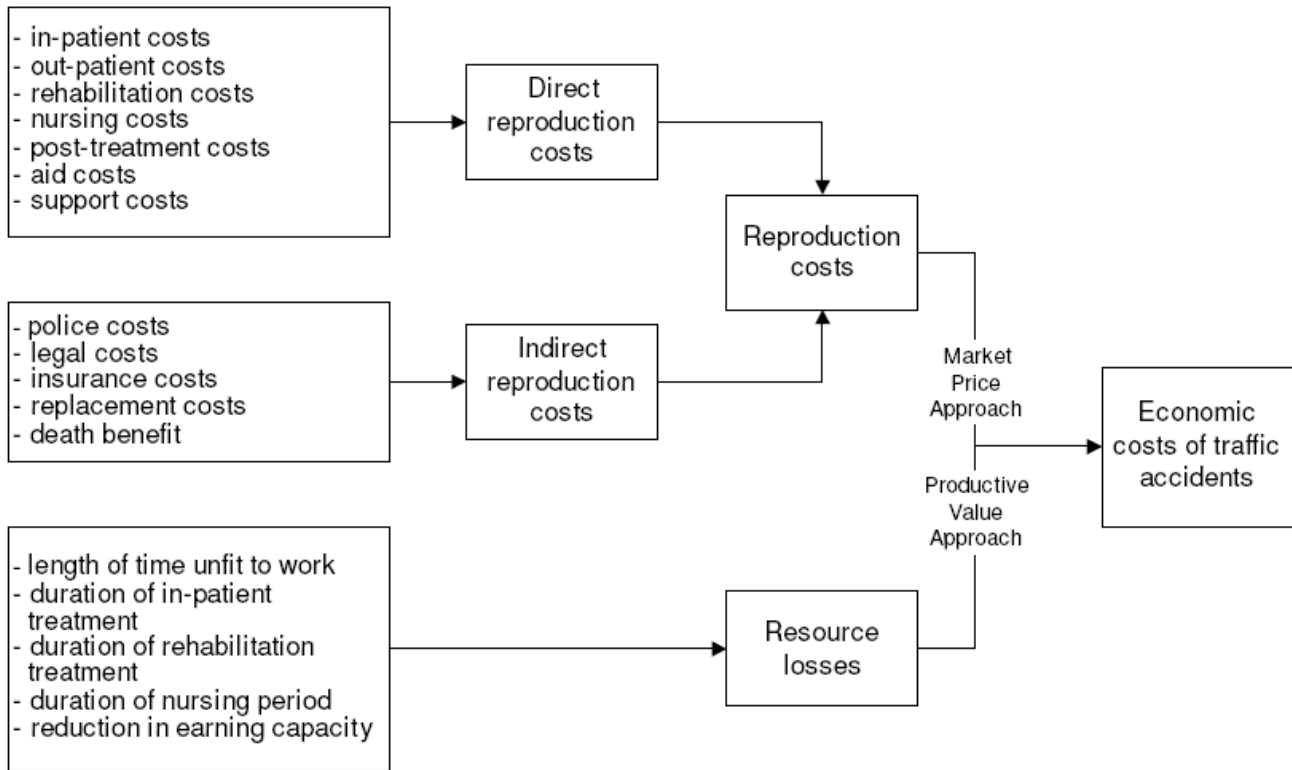 - in-patient costs
- out-patient costs
- rehabilitation costs
- nursing costs
- post-treatment costs
- aid costs
- support costs
Direct
reproduction
costs
Reproduction
costs
- police costs
- legal costs
- insurance costs
- replacement costs
- death benefit
Indirect
reproduction
costs
Market
Price
Approach
Economic
costs of traffic
accidents
Productive
Value
Approach
- length of time unfit to work
- duration of in-patient
treatment
- duration of rehabilitation
treatment
- duration of nursing period
- reduction in earning capacity
Resource
losses